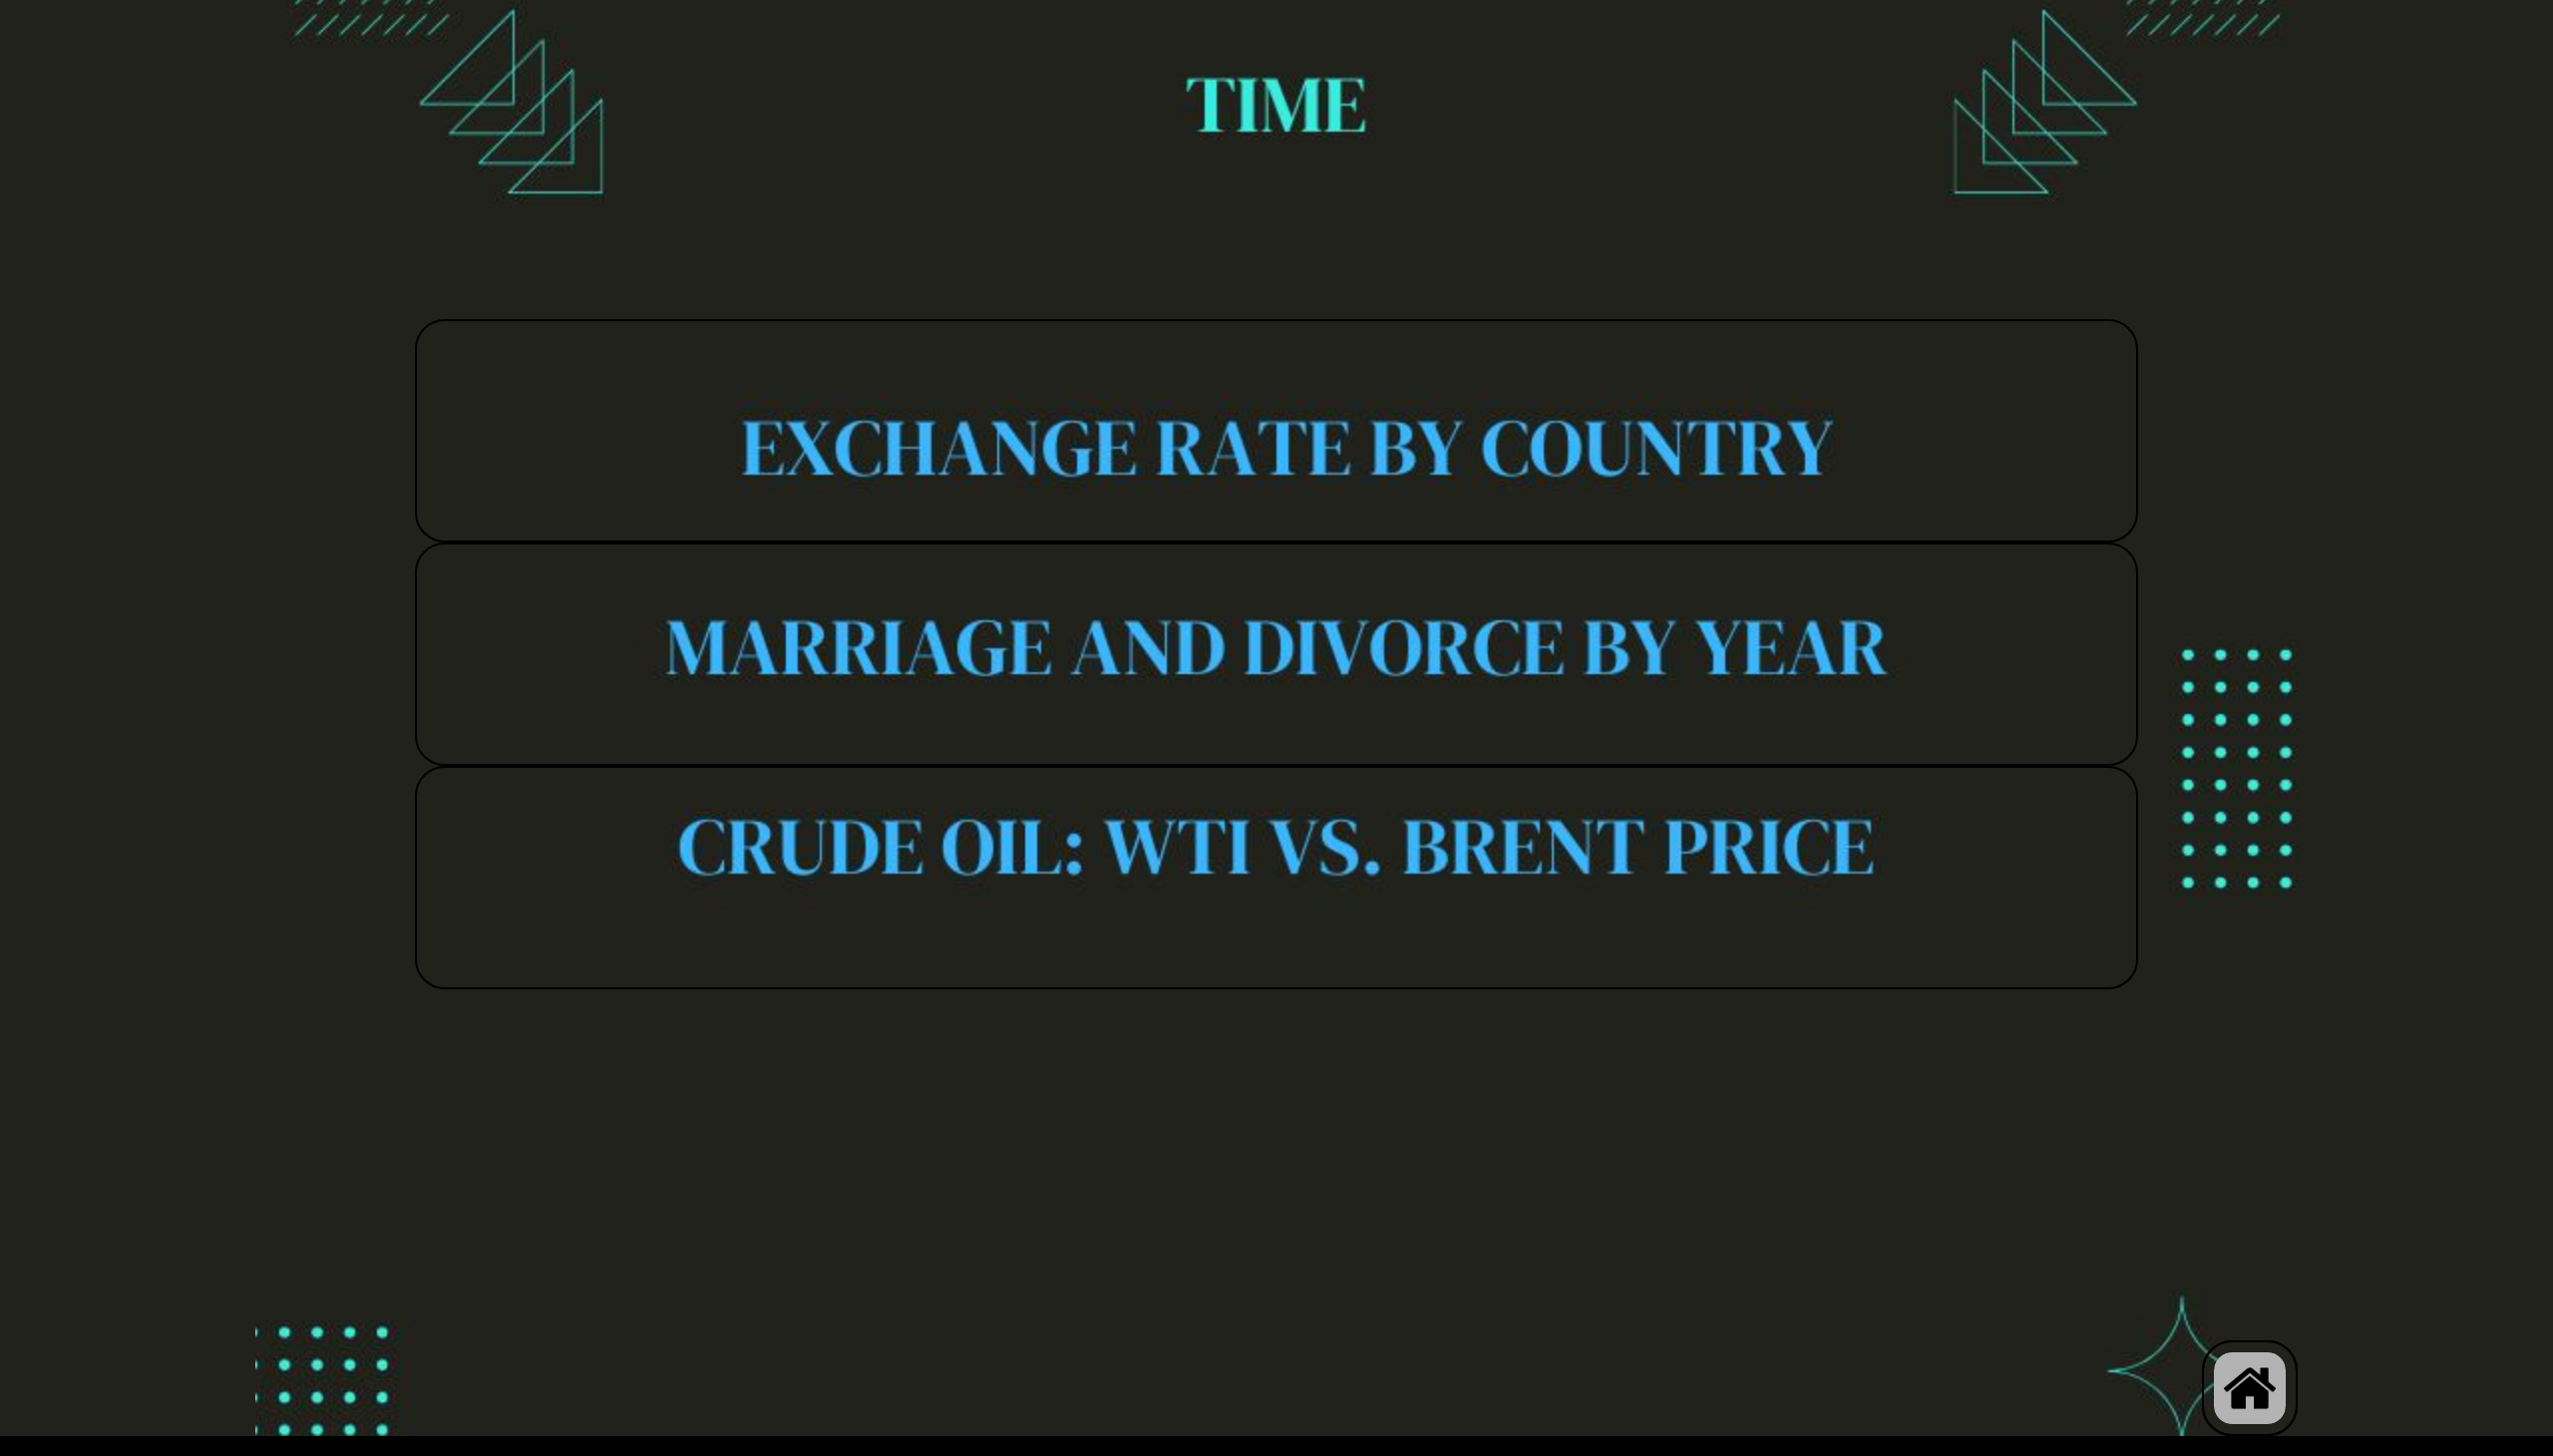 TIME
EXCHANGE RATE BY COUNTRY
MARRIAGE AND DIVORCE BY YEAR
CRUDE OIL: WTI VS. BRENT PRICE